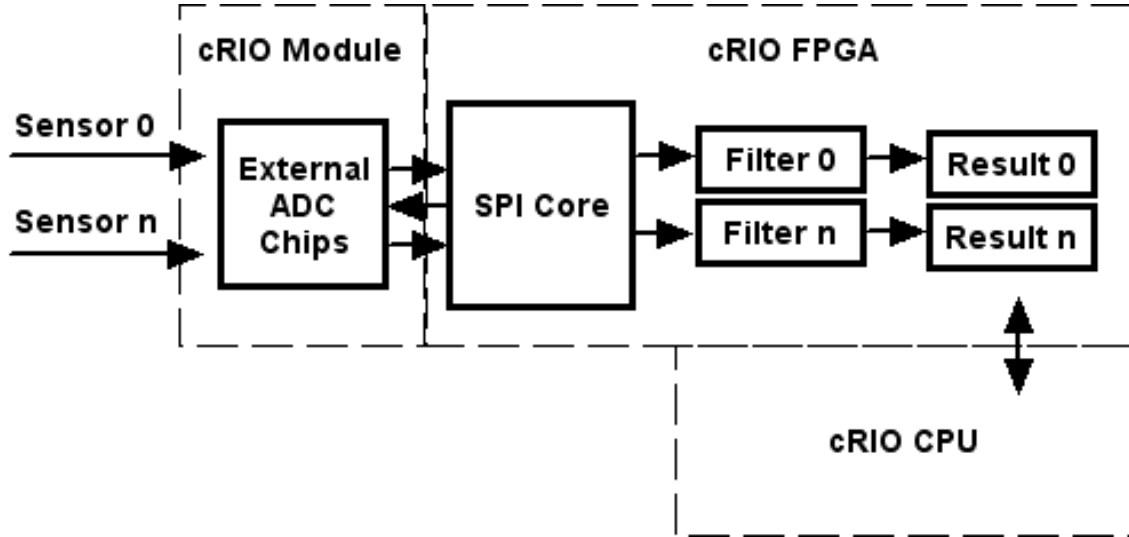 cRIO Module
cRIO FPGA
Sensor 0
Sensor n
External
ADC
Chips
SPI Core
Filter 0
Result 0
Filter n
Result n
cRIO CPU